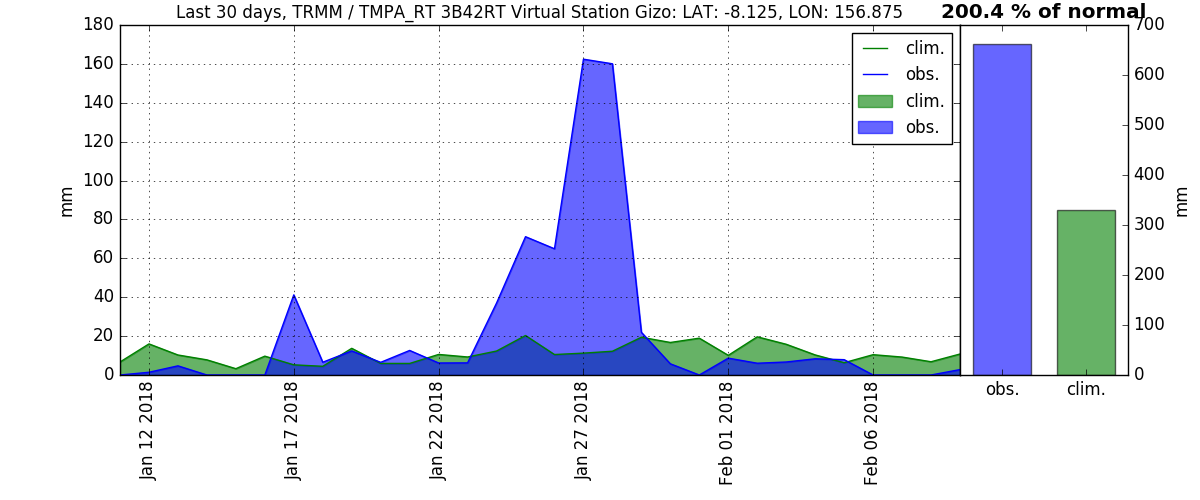 Last 30 days, TRMM / TMPA_RT 3B42RT Virtual Station Gizo: LAT: -8.125, LON: 156.875
200.4 % of normal
180
160
140
120
100
80
60
40
20
0
mm
clim.
obs.
clim.
obs.
Jan 12 2018
Jan 17 2018
Jan 22 2018
Jan 27 2018
Feb 01 2018
Feb 06 2018
700
600
500
400
300
200
100
0
mm
obs.
clim.